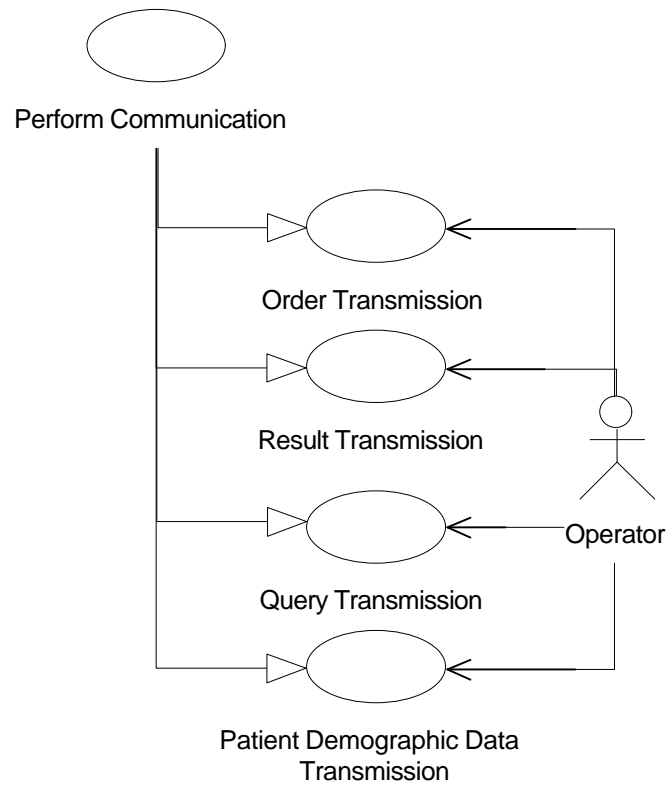 Perform Communication
Order Transmission
Result Transmission
Operator
Query Transmission
Patient Demographic Data
Transmission